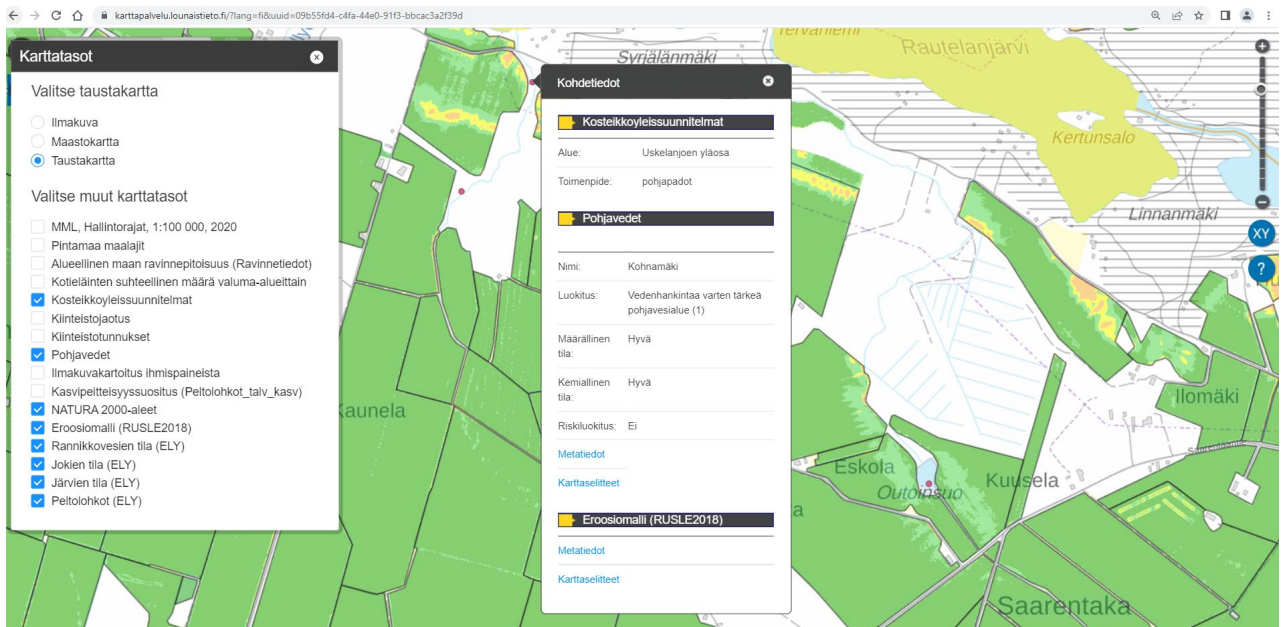 karttapalvelu.lounaistieto.fi/?lang=fi&uuid=09b55fd4-c4fa-44e0-91f3-bbcac3a2f39d
Karttatasot
Valitse taustakartta
Ilmakuva
Maastokartta
Taustakartta
Valitse muut karttatasot
MML, Hallintorajat, 1:100 000, 2020
Pintamaa maalajit
Alueellinen maan ravinnepitoisuus (Ravinnetiedot)
Kotieläinten suhteellinen määrä valuma-alueittain
Kosteikkoyleissuunnitelmat
Kiinteistojaotus
Kiinteistotunnukset
Pohjavedet
Ilmakuvakartoitus ihmispaineista
Kasvipeitteisyyssuositus (Peltolohkot_talv_kasv)
NATURA 2000-aleet
Eroosiomalli (RUSLE2018)
Rannikkovesien tila (ELY)
Jokien tila (ELY)
Järvien tila (ELY)
Peltolohkot (ELY)
Kohdetiedot
Kosteikkoyleissuunnitelmat
Alue: Uskelanjoen yläosa
Toimenpide: pohjapadot
Pohjavedet
Nimi: Kohnamäki
Luokitus: Vedenhankintaa varten tärkeä
pohjavesialue (1)
Määrällinen Hyvä
tila:
Kemiallinen Hyvä
tila:
Riskiluokitus: Ei
Metatiedot
Karttaselitteet
Eroosiomalli (RUSLE2018)
Metatiedot
Karttaselitteet
Syrjälänmäki
Tervaniemi
Rautelanjärvi
Kertunsalo
Linnanmäki
XY
?
Kaunela
Ilomäki
Eskola
Outoinsuo
Kuusela
Saarentaka